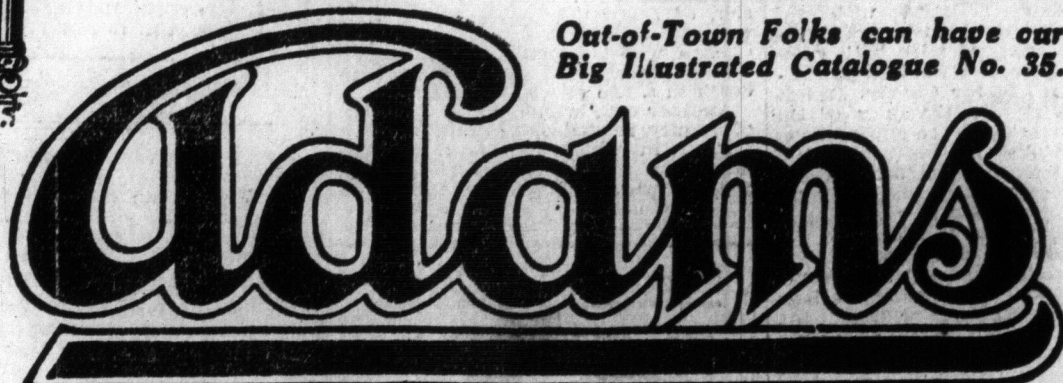 Out-of-Town Folks can have our
Big Illustrated Catalogue No. 35.
Adams